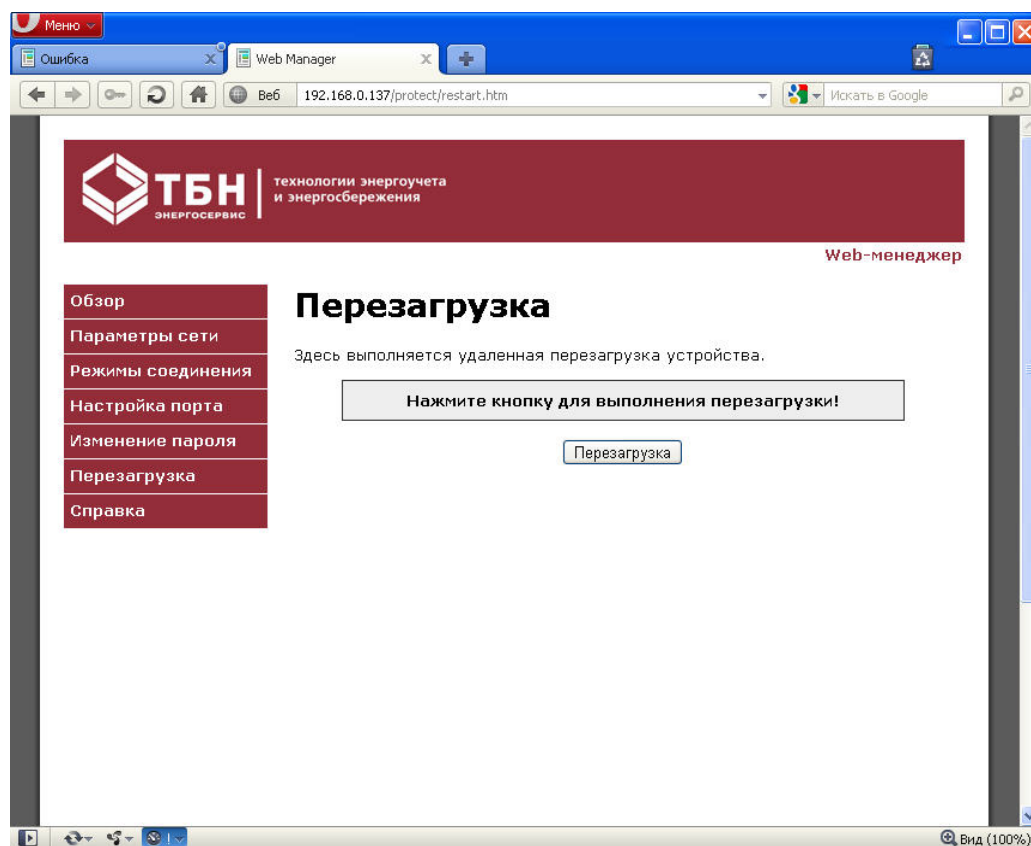 Меню
Ошибка
Web Manager
Веб
192.168.0.137/protect/restart.htm
Искать в Google
ТБН
ЭНЕРГОСЕРВИС
технологии энергоучета
и энергосбережения
Web-менеджер
Обзор
Параметры сети
Режимы соединения
Настройка порта
Изменение пароля
Перезагрузка
Справка
Перезагрузка
Здесь выполняется удаленная перезагрузка устройства.
Нажмите кнопку для выполнения перезагрузки!
Перезагрузка
Вид (100%)